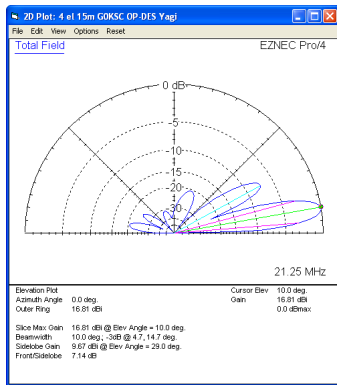 2D Plot: 4 el 15m G0KSC OP-DES Yagi
File Edit View Options Reset
Total Field
EZNEC Pro/4
0 dB
-5
-10
-15
-20
-30
21.25 MHz
Elevation Plot
Azimuth Angle 0.0 deg.
Outer Ring 16.81 dBi
Cursor Elev 10.0 deg.
Gain 16.81 dBi
0.0 dBmax
Slice Max Gain 16.81 dBi @ Elev Angle = 10.0 deg.
Beamwidth 10.0 deg.; -3dB @ 4.7, 14.7 deg.
Sidelobe Gain 9.67 dBi @ Elev Angle = 29.0 deg.
Front/Sidelobe 7.14 dB